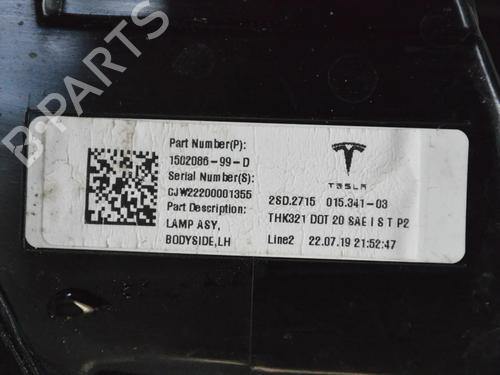 B-PARTS
Part Number(P):
1502086-99-D
Serial Number(S):
CJW22200001355
Part Description:
LAMP ASY,
BODYSIDE,LH
TESLA
2SD.2715 015.341-03
THK321 DOT 20 SAE I S T P2
Line2 22.07.19 21:52:47